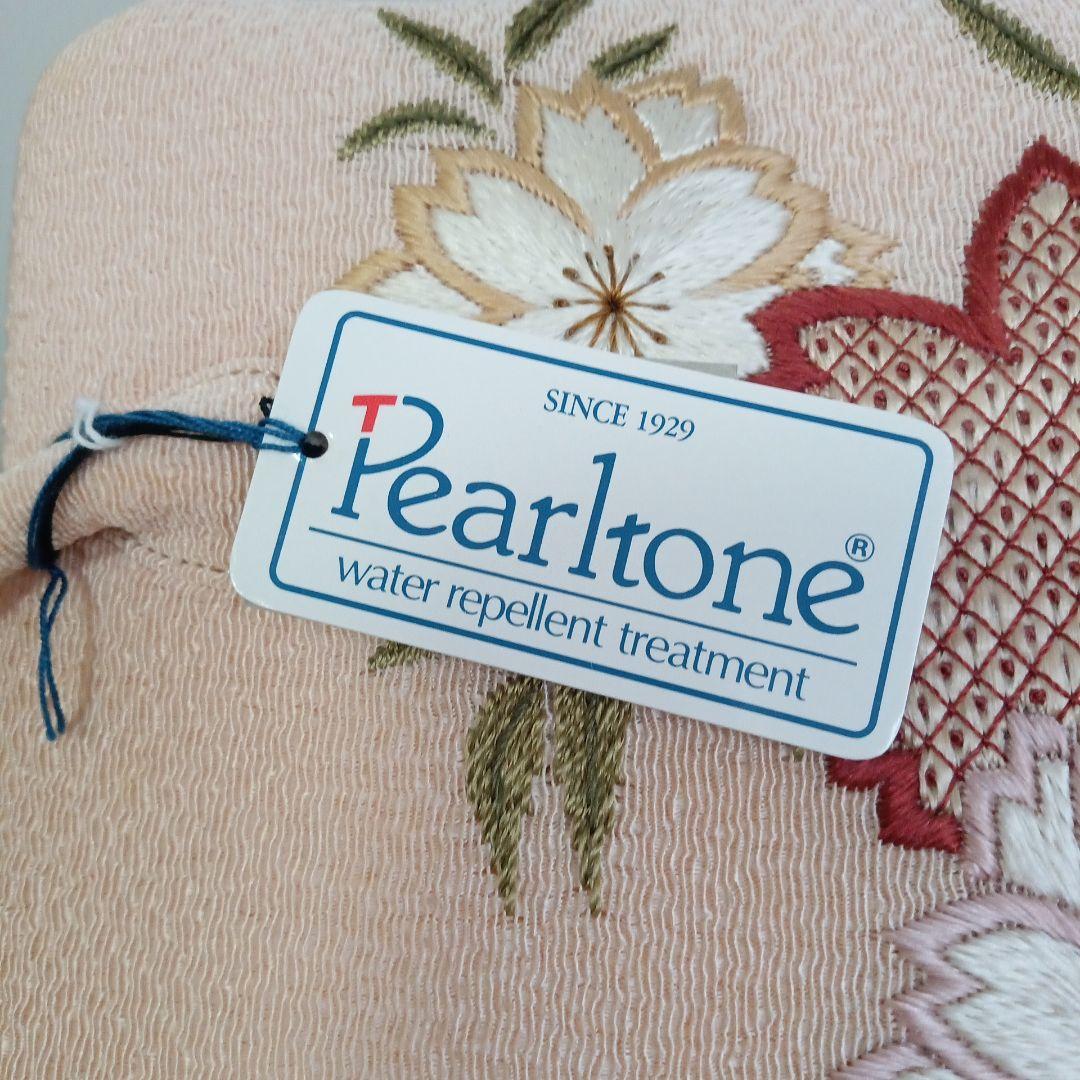 SINCE 1929
Pearltone®
water repellent treatment